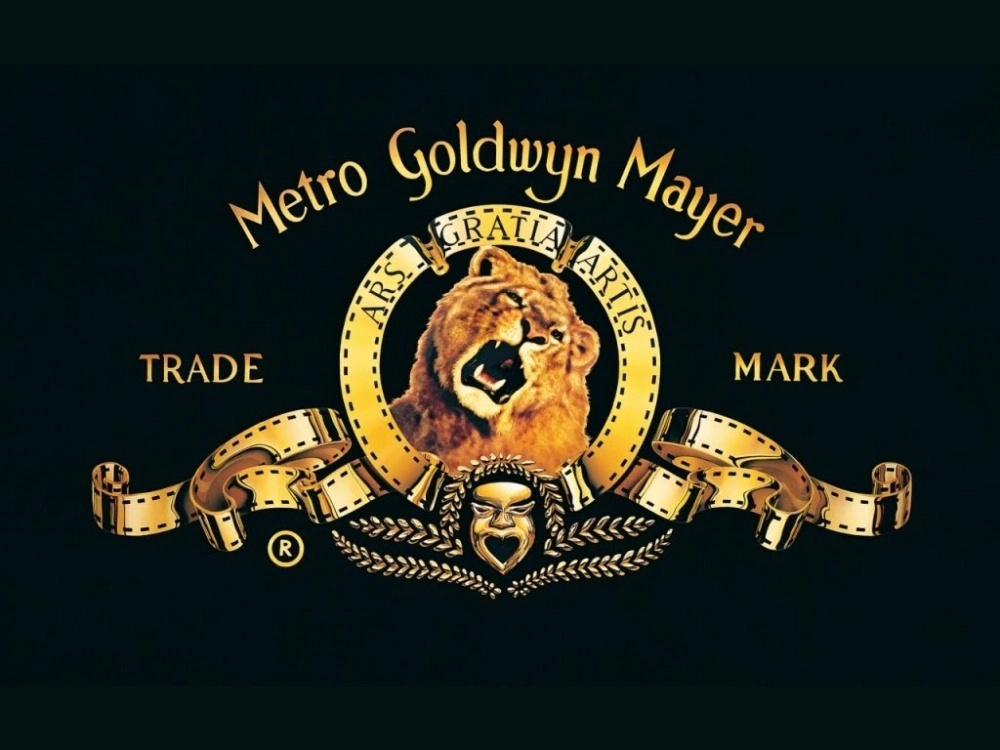 Metro Goldwyn Mayer
ARS GRATIA ARTIS
TRADE MARK
®